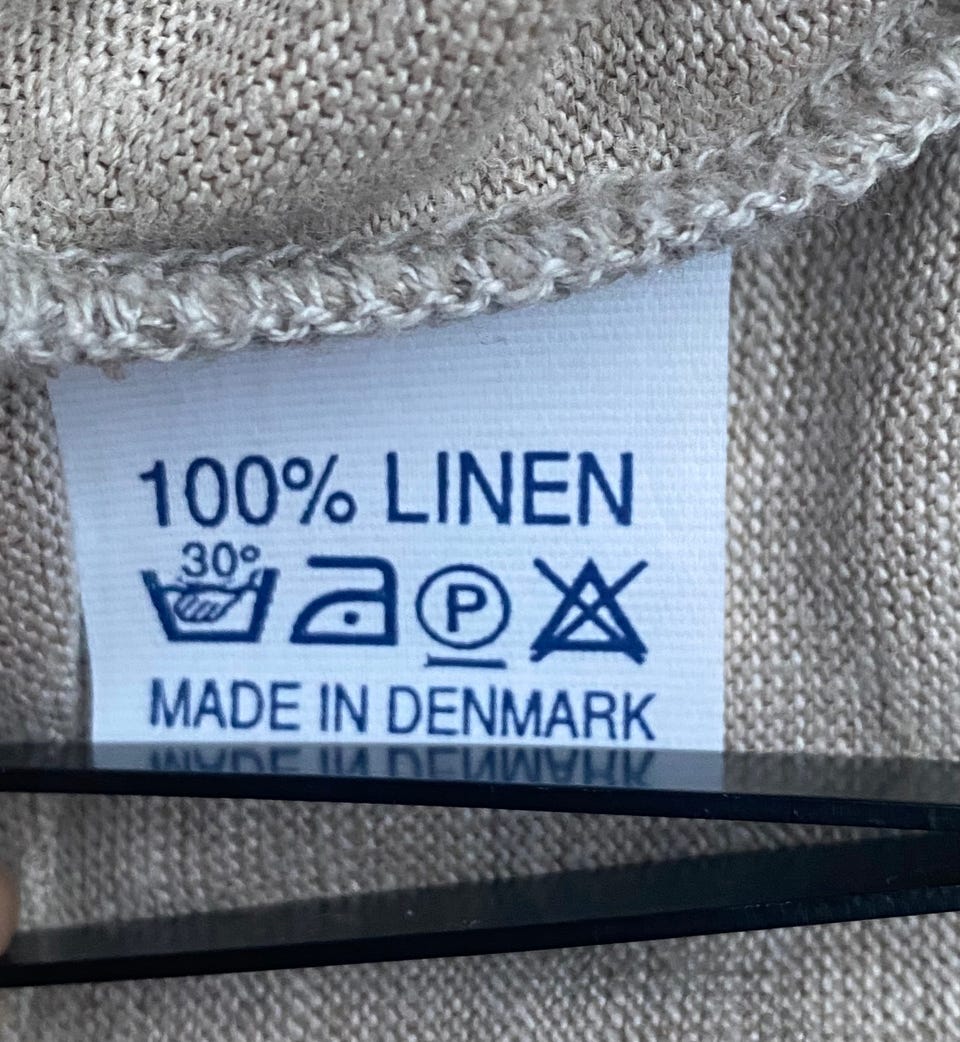 100% LINEN
30°
P
MADE IN DENMARK